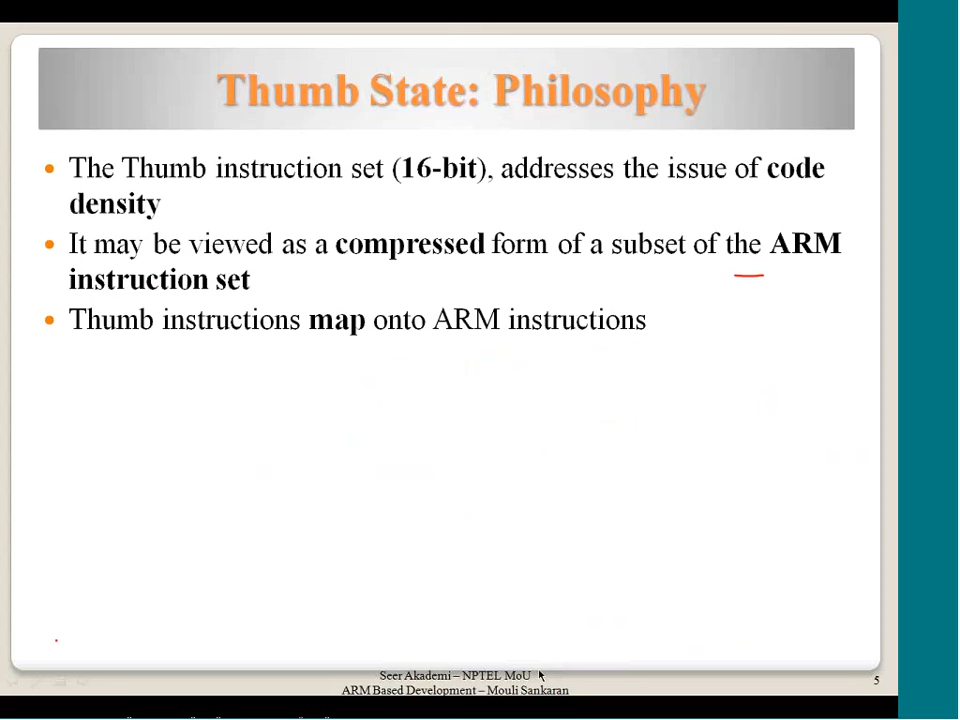 Thumb State: Philosophy
• The Thumb instruction set (16-bit), addresses the issue of code
density
• It may be viewed as a compressed form of a subset of the ARM
instruction set
• Thumb instructions map onto ARM instructions
Seer Akademi – NPTEL MoU
ARM Based Development – Mouli Sankaran
5